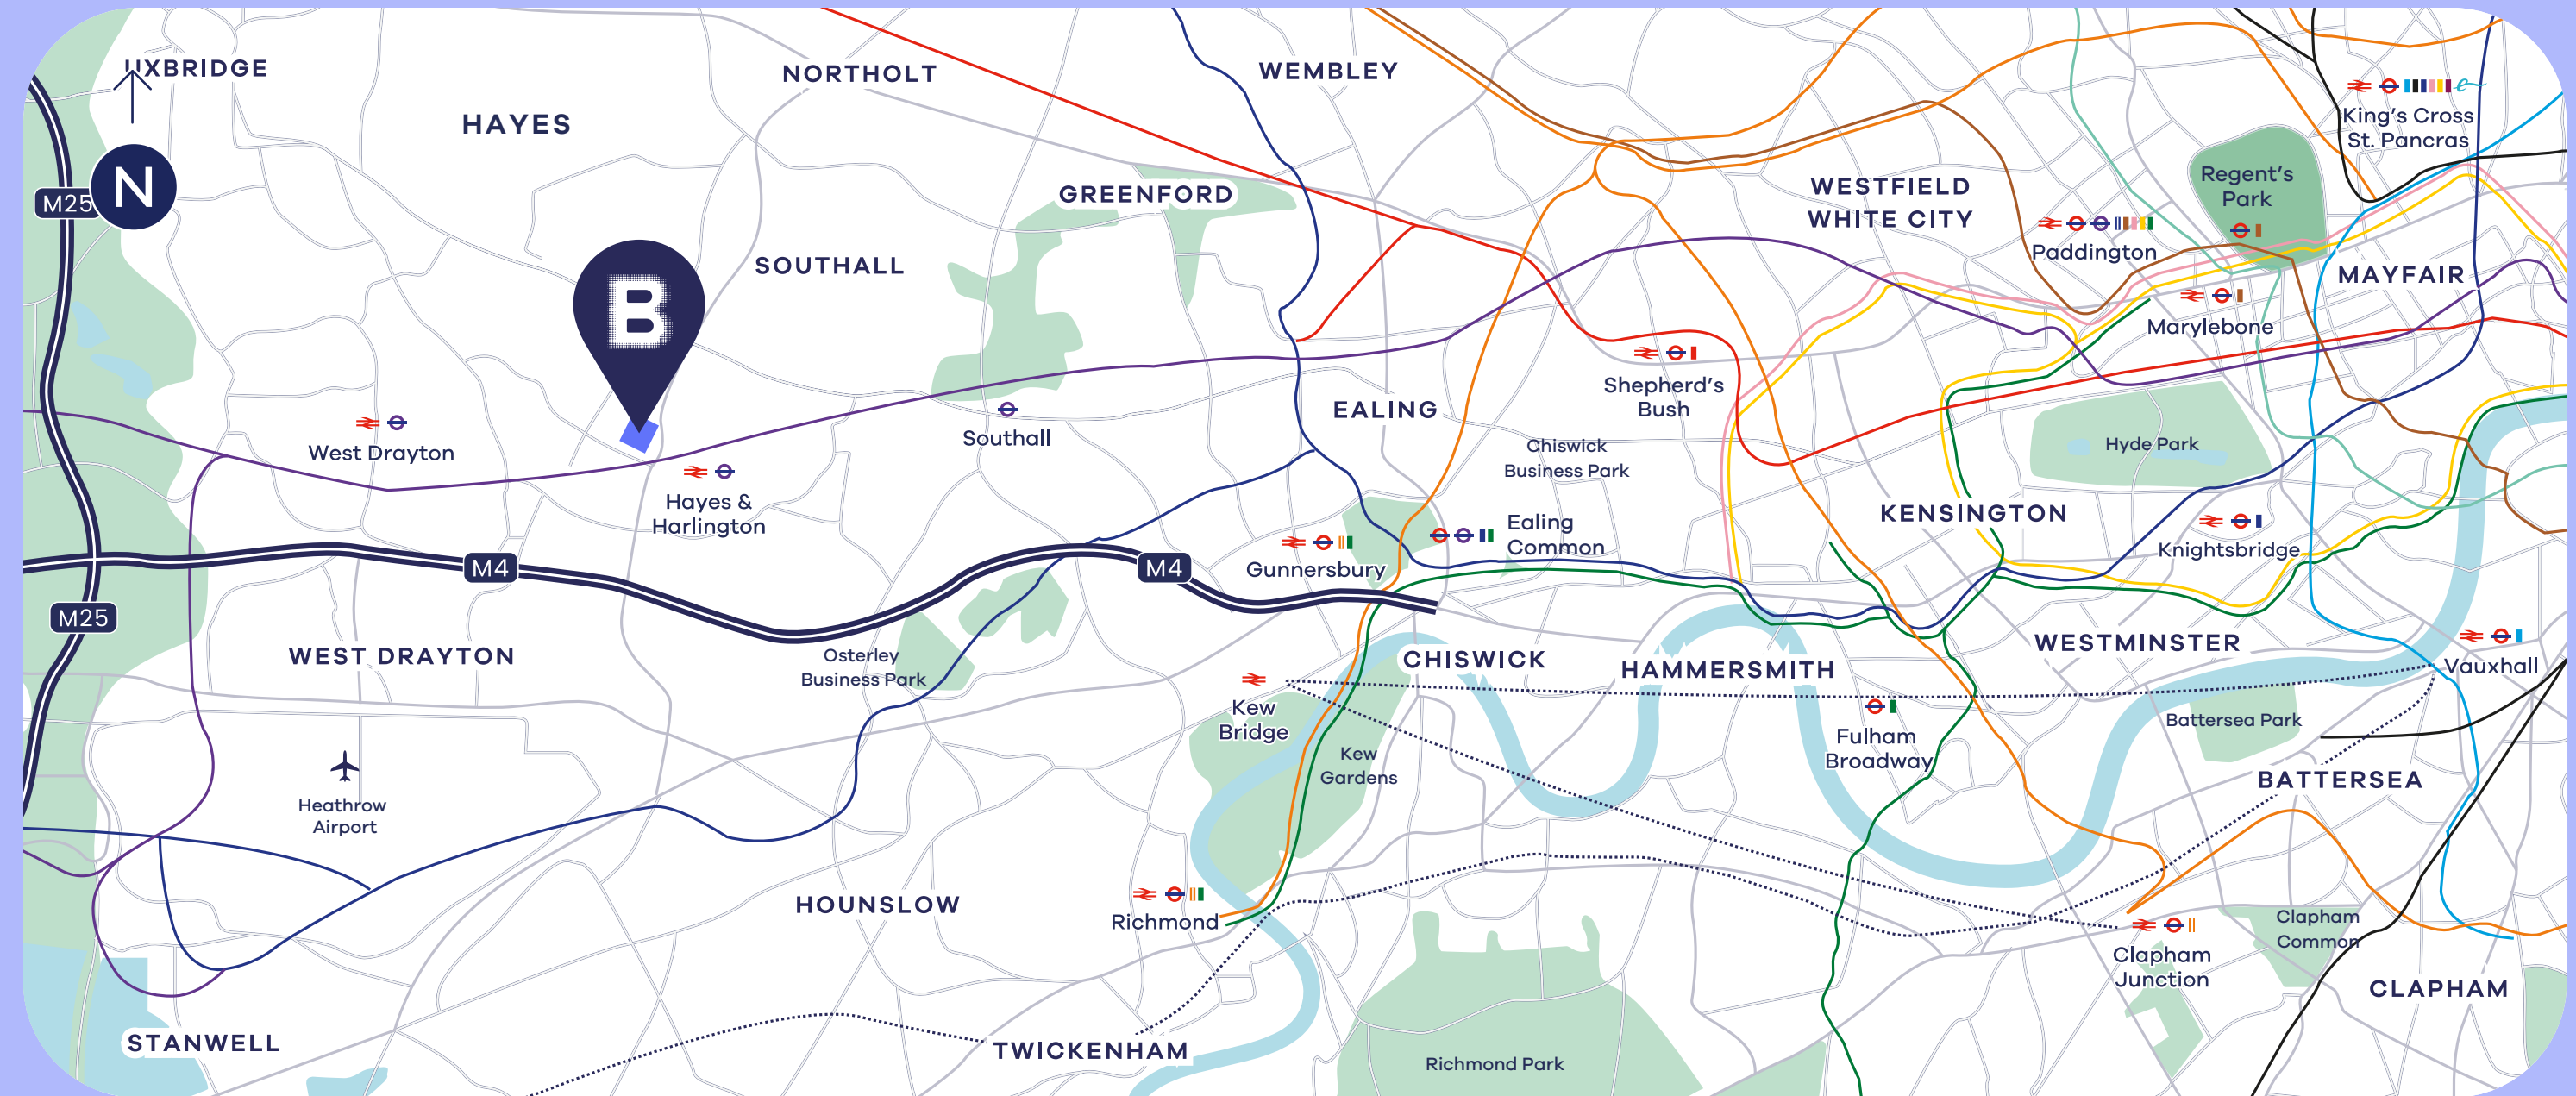 UXBRIDGE
N
M25
HAYES
NORTHOLT
WEMBLEY
GREENFORD
SOUTHALL
B
WESTFIELD
WHITE CITY
King's Cross
St. Pancras
Regent's
Park
Paddington
MAYFAIR
Marylebone
Shepherd's
Bush
EALING
Hyde Park
Chiswick
Business Park
West Drayton
Southall
Hayes &
Harlington
KENSINGTON
Knightsbridge
Ealing
Common
Gunnersbury
M4
M4
M25
WEST DRAYTON
Osterley
Business Park
CHISWICK
HAMMERSMITH
WESTMINSTER
Vauxhall
Kew
Bridge
Kew
Gardens
Fulham
Broadway
Battersea Park
BATTERSEA
Heathrow
Airport
HOUNSLOW
Richmond
Clapham
Common
Clapham
Junction
CLAPHAM
STANWELL
TWICKENHAM
Richmond Park